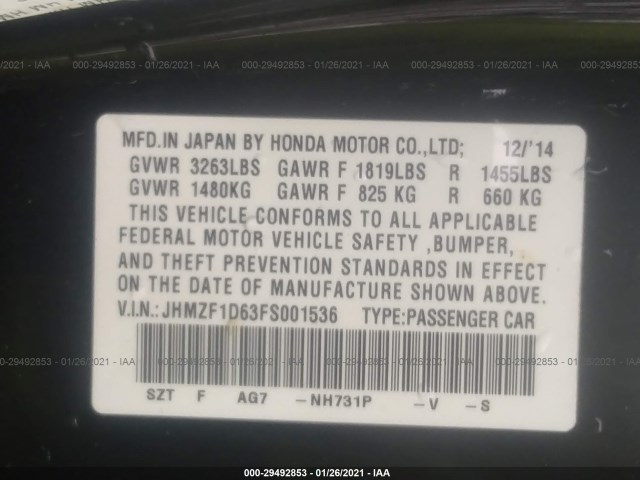 000-29492853 - 01/26/2021 - IAA
MFD.IN JAPAN BY HONDA MOTOR CO.,LTD; 12/'14
GVWR 3263LBS GAWR F 1819LBS R 1455LBS
GVWR 1480KG GAWR F 825 KG R 660 KG
THIS VEHICLE CONFORMS TO ALL APPLICABLE
FEDERAL MOTOR VEHICLE SAFETY ,BUMPER,
AND THEFT PREVENTION STANDARDS IN EFFECT
ON THE DATE OF MANUFACTURE SHOWN ABOVE.
V.I.N.:JHMZF1D63FS001536 TYPE:PASSENGER CAR
SZT F AG7 -NH731P -V -S
000-29492853 - 01/26/2021 - IAA